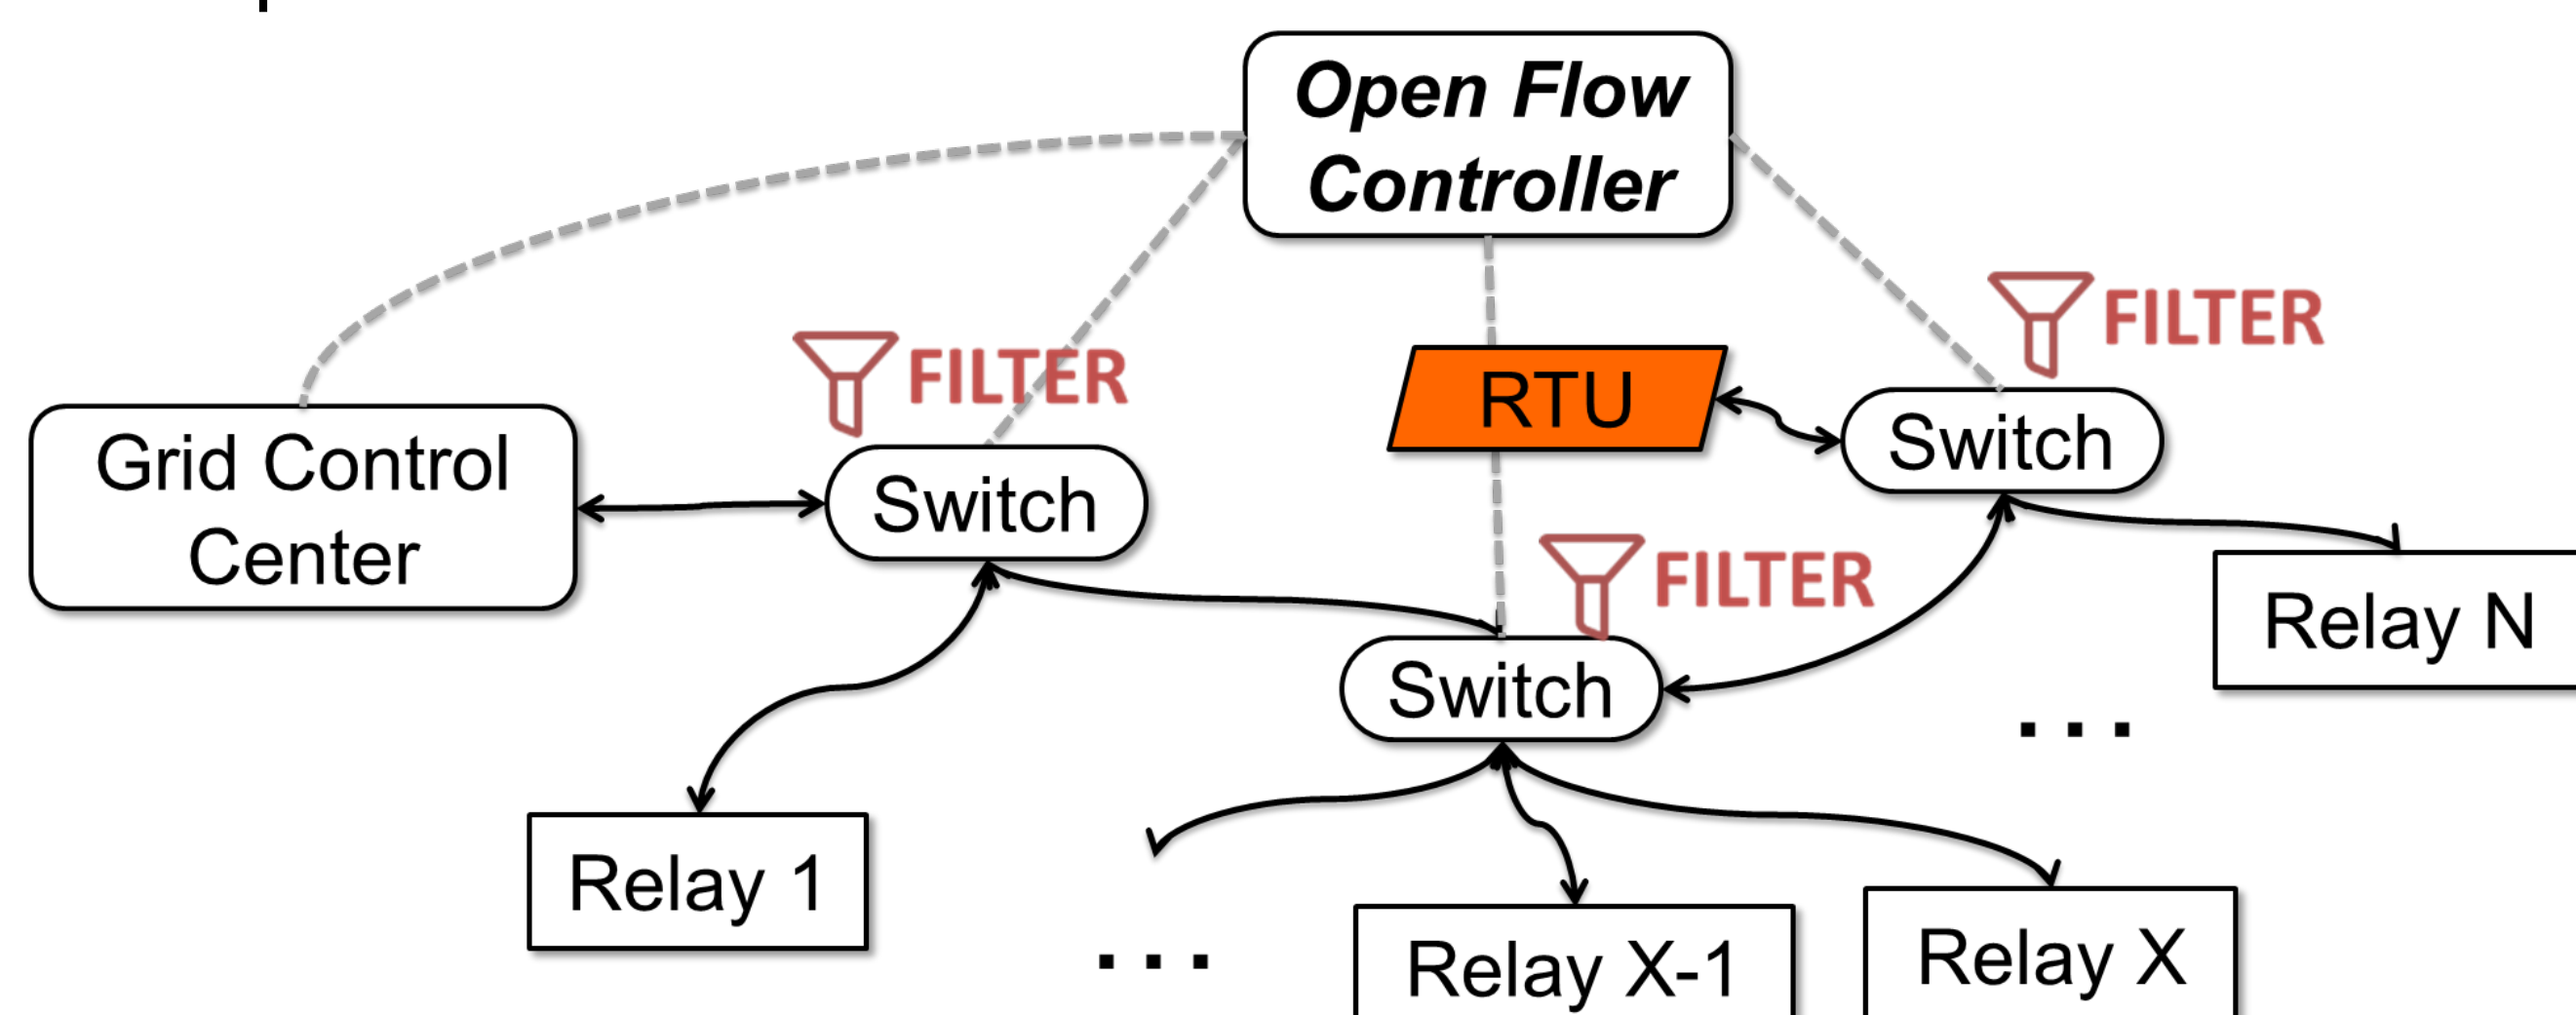 Open Flow
Controller
FILTER
FILTER
RTU
Switch
Grid Control
Center
Switch
FILTER
Relay N
Switch
...
Relay 1
...
Relay X-1
Relay X